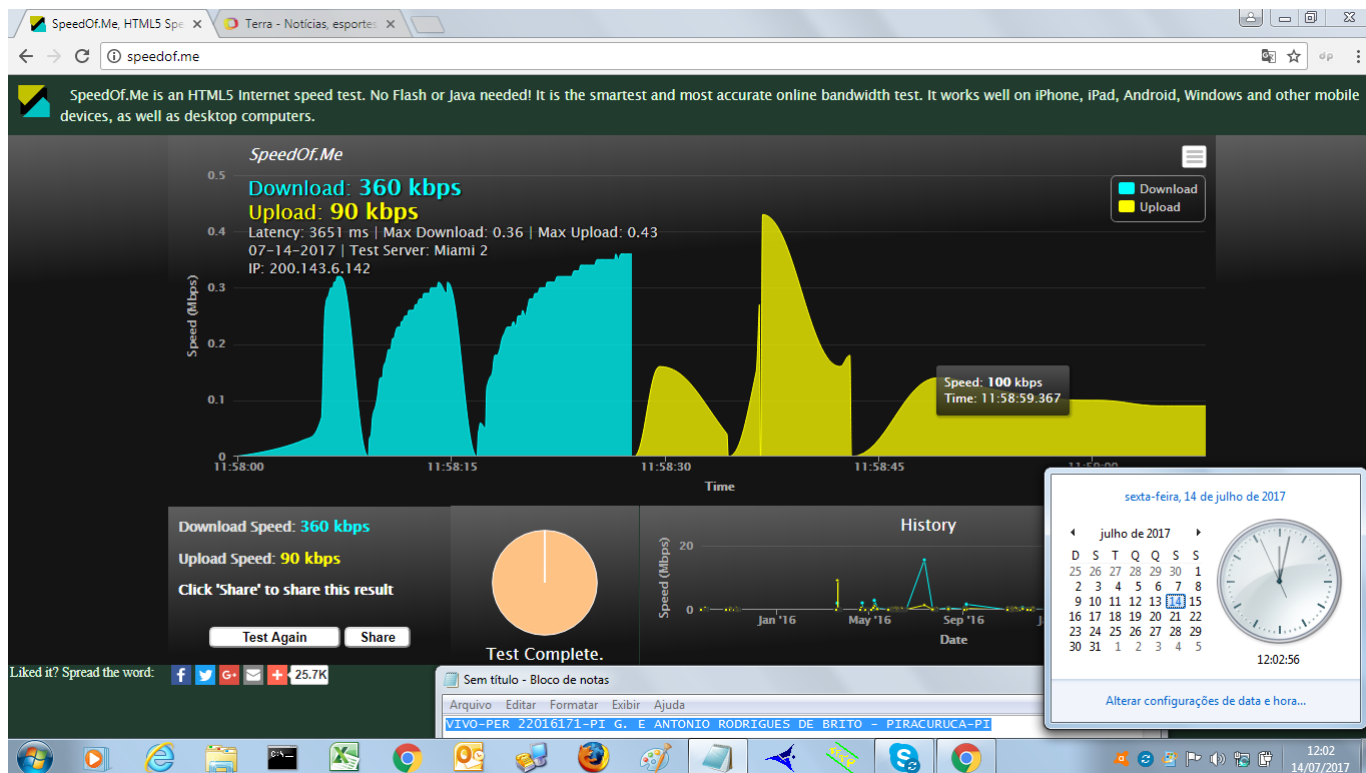 SpeedOf.Me, HTML5 Spe
Terra - Notícias, esportes
speedof.me
SpeedOf.Me is an HTML5 Internet speed test. No Flash or Java needed! It is the smartest and most accurate online bandwidth test. It works well on iPhone, iPad, Android, Windows and other mobile
devices, as well as desktop computers.
SpeedOf.Me
Download: 360 kbps
Upload: 90 kbps
Latency: 3651 ms | Max Download: 0.36 | Max Upload: 0.43
07-14-2017 | Test Server: Miami 2
IP: 200.143.6.142
Download
Upload
0.5
0.4
0.3
0.2
0.1
0
Speed (Mbps)
Speed: 100 kbps
Time: 11:58:59.367
11:58:00 11:58:15 11:58:30 11:58:45 11:59:00
Time
Download Speed: 360 kbps
Upload Speed: 90 kbps
Click 'Share' to share this result
Test Again Share
Test Complete.
History
Speed (Mbps)
20
0
Jan '16 May '16 Sep '16
Date
sexta-feira, 14 de julho de 2017
julho de 2017
D S T Q Q S S
25 26 27 28 29 30 1
2 3 4 5 6 7 8
9 10 11 12 13 14 15
16 17 18 19 20 21 22
23 24 25 26 27 28 29
30 31 1 2 3 4 5
12:02:56
Alterar configurações de data e hora...
Liked it? Spread the word: 25.7K
Sem título - Bloco de notas
Arquivo Editar Formatar Exibir Ajuda
VIVO-PER 22016171-PI G. E ANTONIO RODRIGUES DE BRITO - PIRACURUCA-PI
12:02
14/07/2017